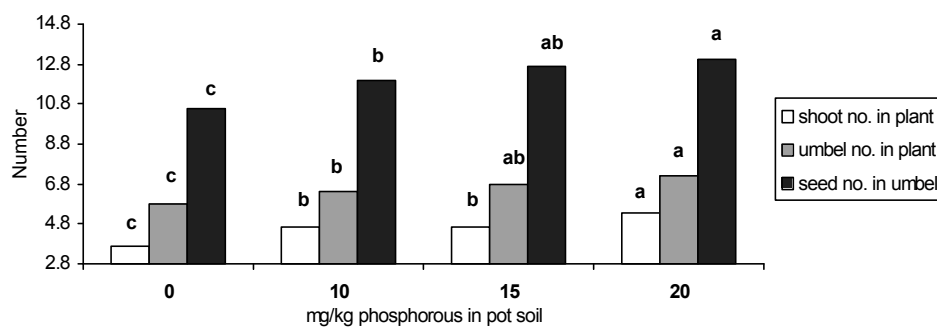 14.8
12.8
10.8
8.8
6.8
4.8
2.8
Number
c c c
b b b
b ab ab
a a a
0 10 15 20
mg/kg phosphorous in pot soil
shoot no. in plant
umbel no. in plant
seed no. in umbel